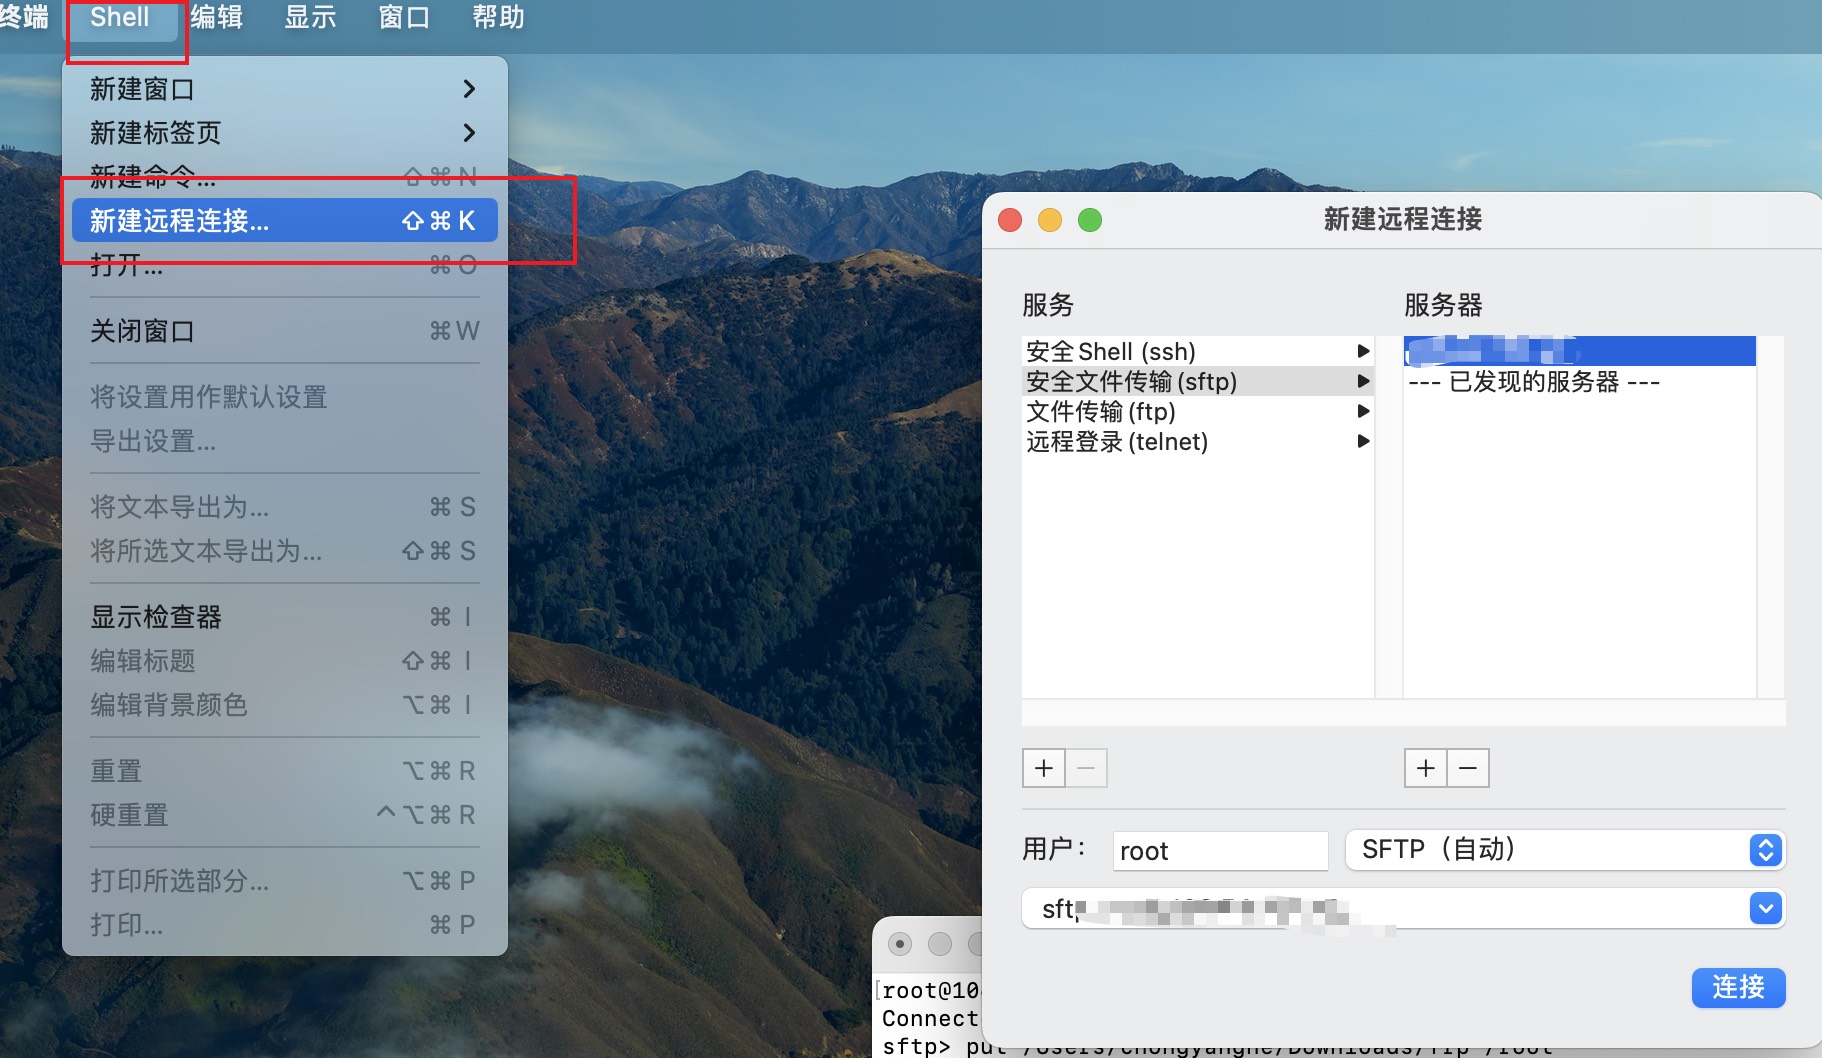 终端 Shell 编辑 显示 窗口 帮助
新建窗口
新建标签页
新建命令... ⇧⌘N
新建远程连接... ⇧⌘K
打开... ⌘O
关闭窗口 ⌘W
将设置用作默认设置
导出设置...
将文本导出为... ⌘S
将所选文本导出为... ⇧⌘S
显示检查器 ⌘I
编辑标题 ⇧⌘I
编辑背景颜色 ⌥⌘I
重置 ⌥⌘R
硬重置 ^⌥⌘R
打印所选部分... ⌥⌘P
打印... ⌘P
新建远程连接
服务
安全 Shell (ssh)
安全文件传输 (sftp)
文件传输 (ftp)
远程登录 (telnet)
服务器
--- 已发现的服务器 ---
用户： root SFTP（自动）
sft
连接
root@10
Connect
sftp> put /Users/chongyanghe/Downloads/frp /root